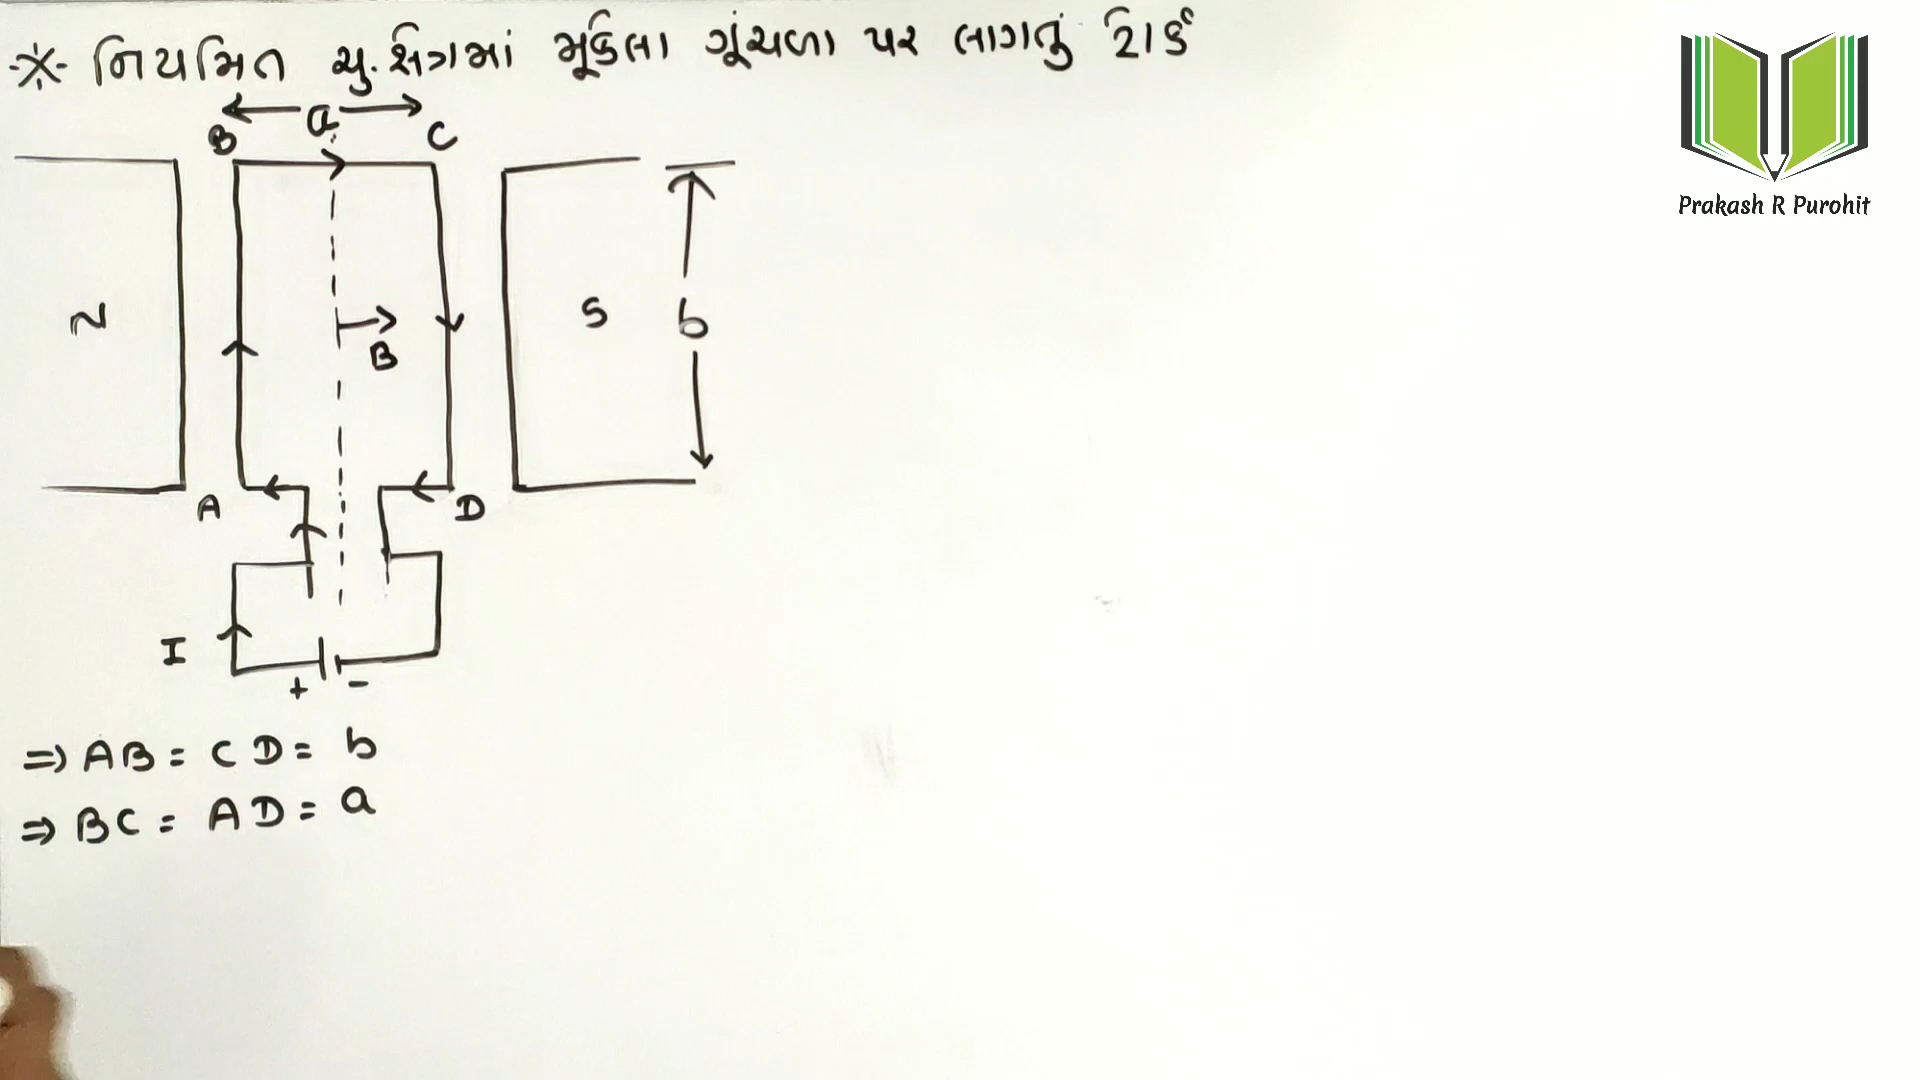 * નિયમિત ચુ. ક્ષેત્રમાં મૂકેલા ગૂંચળા પર લાગતું ટોર્ક
Prakash R Purohit
a
B C
N S b
B
A D
I
+ -
⇒ AB = CD = b
⇒ BC = AD = a